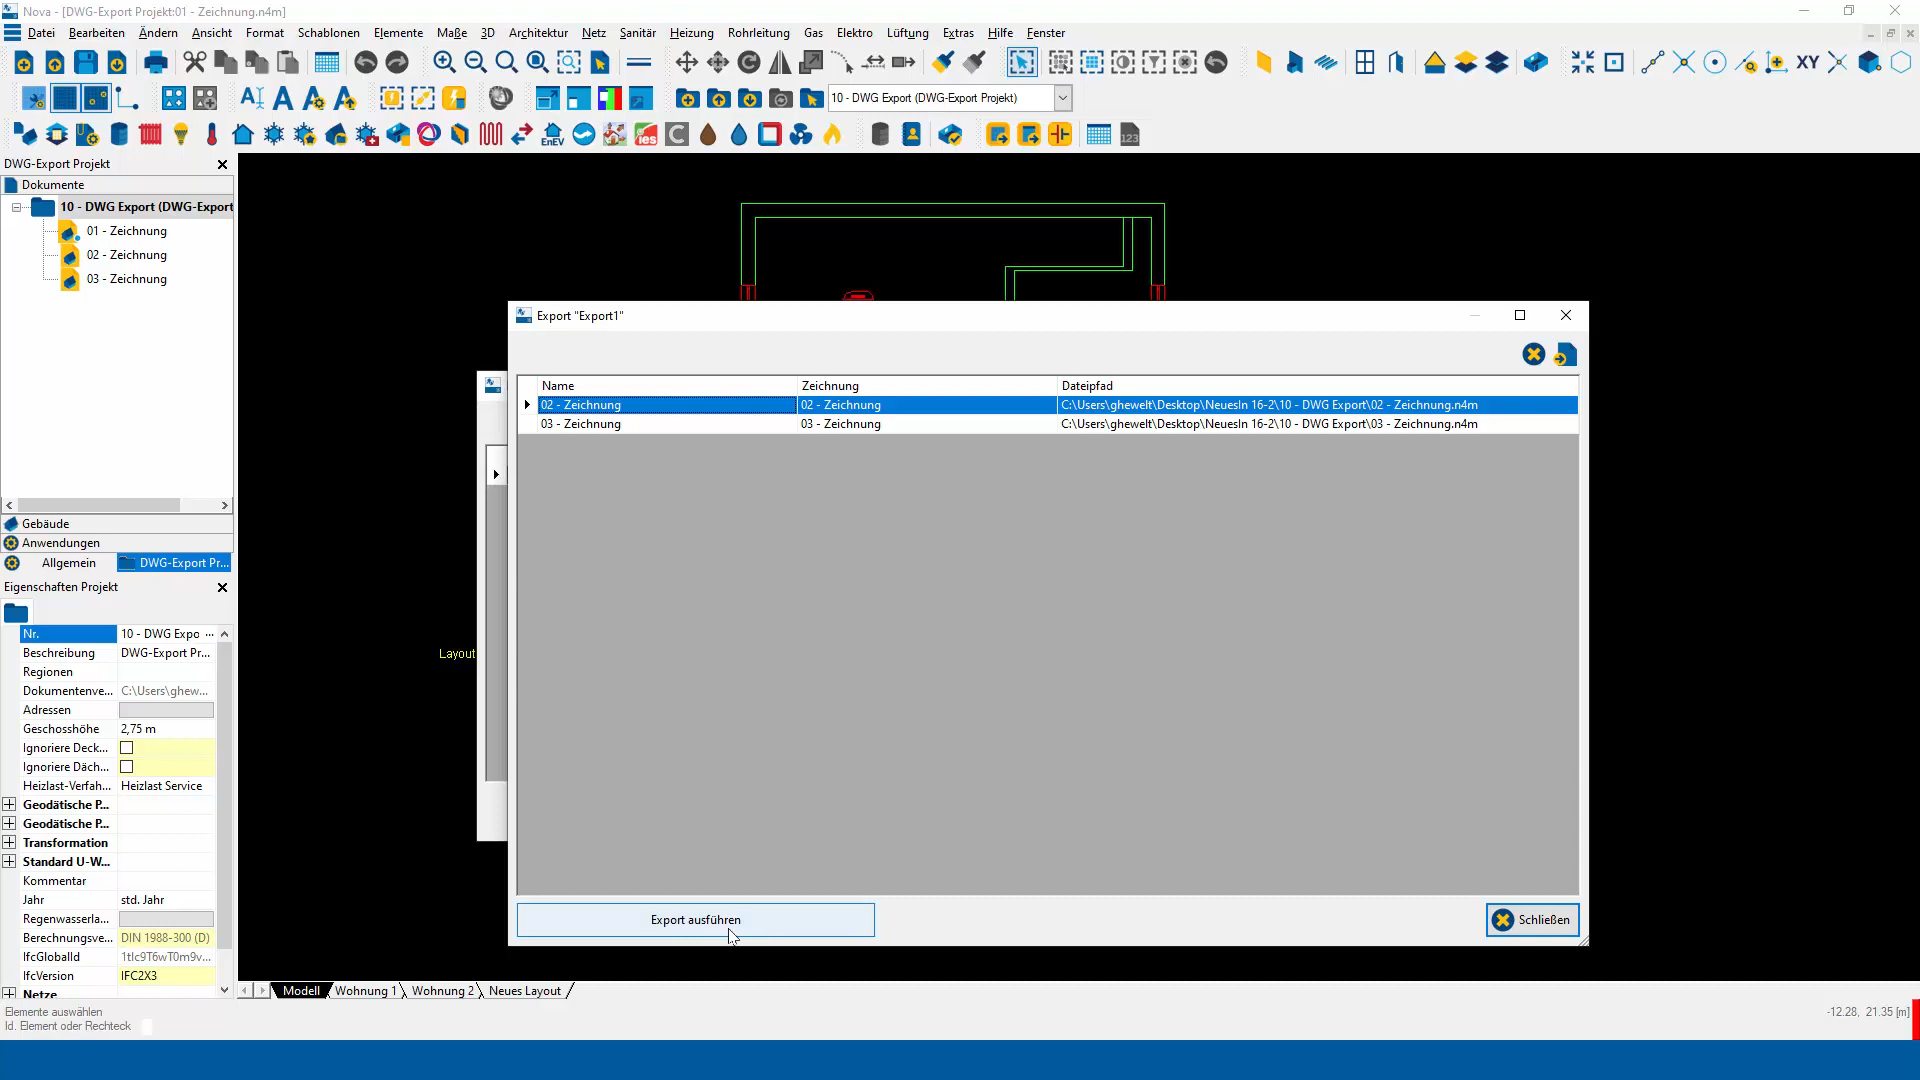 Nova - [DWG-Export Projekt:01 - Zeichnung.n4m]
Datei Bearbeiten Ändern Ansicht Format Schablonen Elemente Maße 3D Architektur Netz Sanitär Heizung Rohrleitung Gas Elektro Lüftung Extras Hilfe Fenster
XY
10 - DWG Export (DWG-Export Projekt)
EnEV
ies
123
DWG-Export Projekt
Dokumente
10 - DWG Export (DWG-Export
01 - Zeichnung
02 - Zeichnung
03 - Zeichnung
Gebäude
Anwendungen
Allgemein DWG-Export Pr...
Eigenschaften Projekt
Nr. 10 - DWG Expo ...
Beschreibung DWG-Export Pr...
Regionen
Dokumentenve... C:\Users\ghew...
Adressen
Geschosshöhe 2,75 m
Ignoriere Deck...
Ignoriere Däch...
Heizlast-Verfah... Heizlast Service
Geodätische P...
Geodätische P...
Transformation
Standard U-W...
Kommentar
Jahr std. Jahr
Regenwasserla...
Berechnungsve... DIN 1988-300 (D)
IfcGlobalId 1tIc9T6wT0m9v...
IfcVersion IFC2X3
Netze
Layout
Export "Export1"
Name Zeichnung Dateipfad
02 - Zeichnung 02 - Zeichnung C:\Users\ghewelt\Desktop\NeuesIn 16-2\10 - DWG Export\02 - Zeichnung.n4m
03 - Zeichnung 03 - Zeichnung C:\Users\ghewelt\Desktop\NeuesIn 16-2\10 - DWG Export\03 - Zeichnung.n4m
Export ausführen
Schließen
Modell Wohnung 1 Wohnung 2 Neues Layout
Elemente auswählen
Id. Element oder Rechteck
-12.28, 21.35 [m]